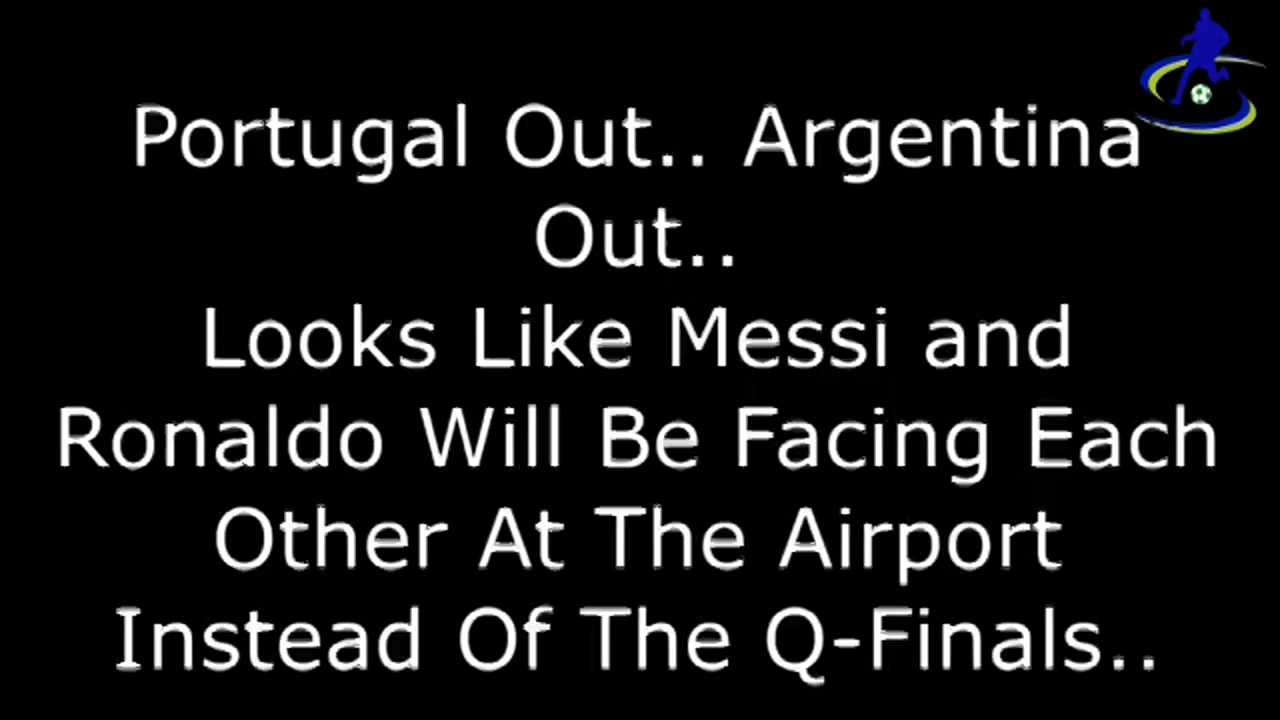 Portugal Out.. Argentina
Out..
Looks Like Messi and
Ronaldo Will Be Facing Each
Other At The Airport
Instead Of The Q-Finals..